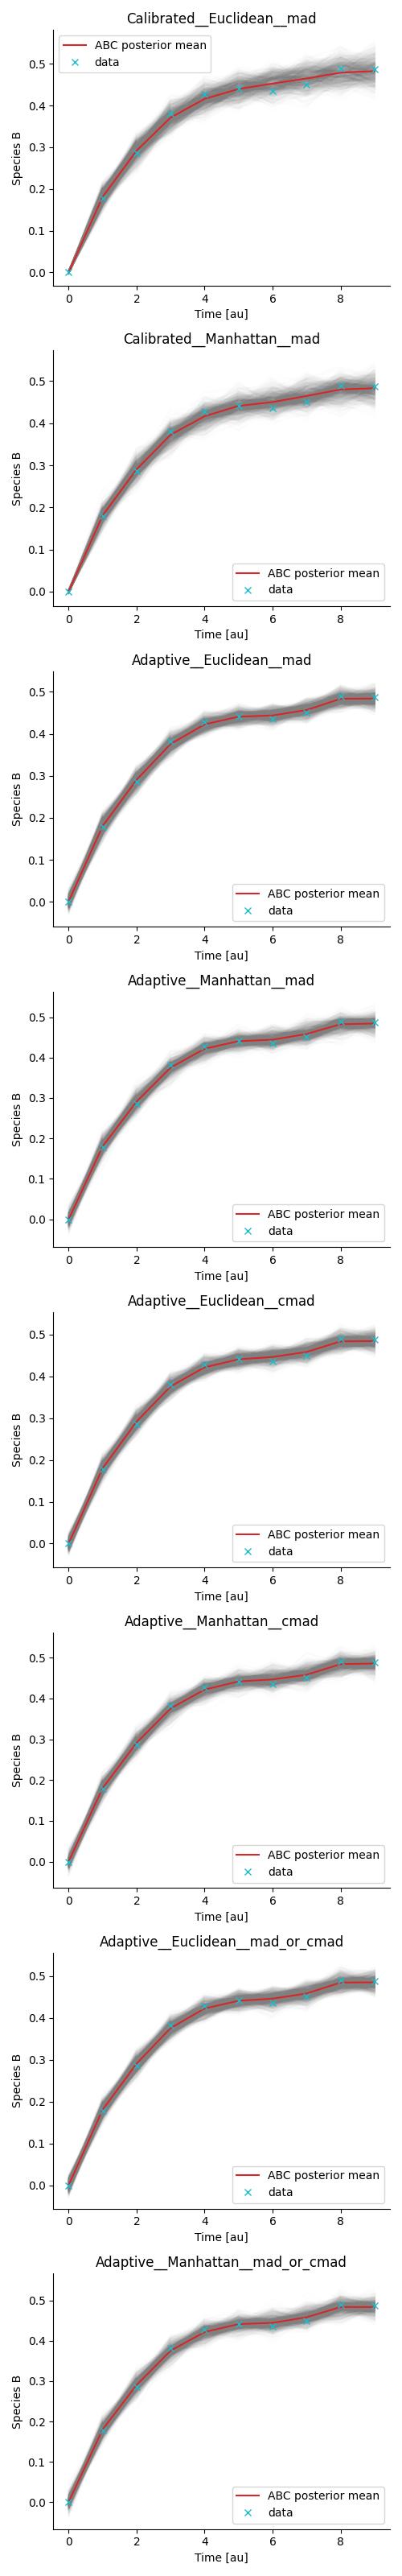 Calibrated__Euclidean__mad
ABC posterior mean
data
0.5
0.4
0.3
0.2
0.1
0.0
Species B
0 2 4 6 8
Time [au]
Calibrated__Manhattan__mad
0.5
0.4
0.3
0.2
0.1
0.0
Species B
ABC posterior mean
data
0 2 4 6 8
Time [au]
Adaptive__Euclidean__mad
0.5
0.4
0.3
0.2
0.1
0.0
Species B
ABC posterior mean
data
0 2 4 6 8
Time [au]
Adaptive__Manhattan__mad
0.5
0.4
0.3
0.2
0.1
0.0
Species B
ABC posterior mean
data
0 2 4 6 8
Time [au]
Adaptive__Euclidean__cmad
0.5
0.4
0.3
0.2
0.1
0.0
Species B
ABC posterior mean
data
0 2 4 6 8
Time [au]
Adaptive__Manhattan__cmad
0.5
0.4
0.3
0.2
0.1
0.0
Species B
ABC posterior mean
data
0 2 4 6 8
Time [au]
Adaptive__Euclidean__mad_or_cmad
0.5
0.4
0.3
0.2
0.1
0.0
Species B
ABC posterior mean
data
0 2 4 6 8
Time [au]
Adaptive__Manhattan__mad_or_cmad
0.5
0.4
0.3
0.2
0.1
0.0
Species B
ABC posterior mean
data
0 2 4 6 8
Time [au]